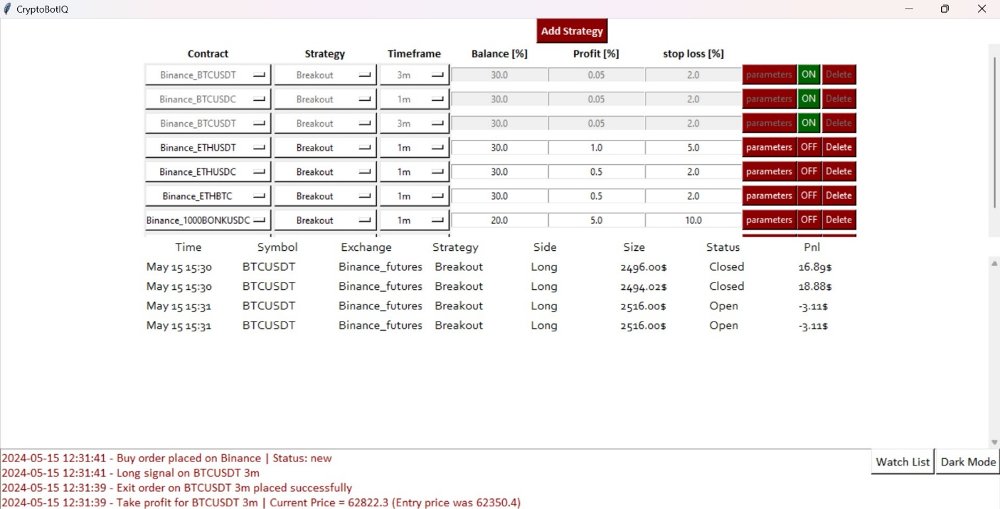 CryptoBotIQ
Add Strategy
Contract Strategy Timeframe Balance [%] Profit [%] stop loss [%]
Binance_BTCUSDT Breakout 3m 30.0 0.05 2.0 parameters ON Delete
Binance_BTCUSDC Breakout 1m 30.0 0.05 2.0 parameters ON Delete
Binance_BTCUSDT Breakout 3m 30.0 0.05 2.0 parameters ON Delete
Binance_ETHUSDT Breakout 1m 30.0 1.0 5.0 parameters OFF Delete
Binance_ETHUSDC Breakout 1m 30.0 0.5 2.0 parameters OFF Delete
Binance_ETHBTC Breakout 1m 30.0 0.5 2.0 parameters OFF Delete
Binance_1000BONKUSDC Breakout 1m 20.0 5.0 10.0 parameters OFF Delete
Time Symbol Exchange Strategy Side Size Status Pnl
May 15 15:30 BTCUSDT Binance_futures Breakout Long 2496.00$ Closed 16.89$
May 15 15:30 BTCUSDT Binance_futures Breakout Long 2494.02$ Closed 18.88$
May 15 15:31 BTCUSDT Binance_futures Breakout Long 2516.00$ Open -3.11$
May 15 15:31 BTCUSDT Binance_futures Breakout Long 2516.00$ Open -3.11$
2024-05-15 12:31:41 - Buy order placed on Binance | Status: new
Watch List Dark Mode
2024-05-15 12:31:41 - Long signal on BTCUSDT 3m
2024-05-15 12:31:39 - Exit order on BTCUSDT 3m placed successfully
2024-05-15 12:31:39 - Take profit for BTCUSDT 3m | Current Price = 62822.3 (Entry price was 62350.4)